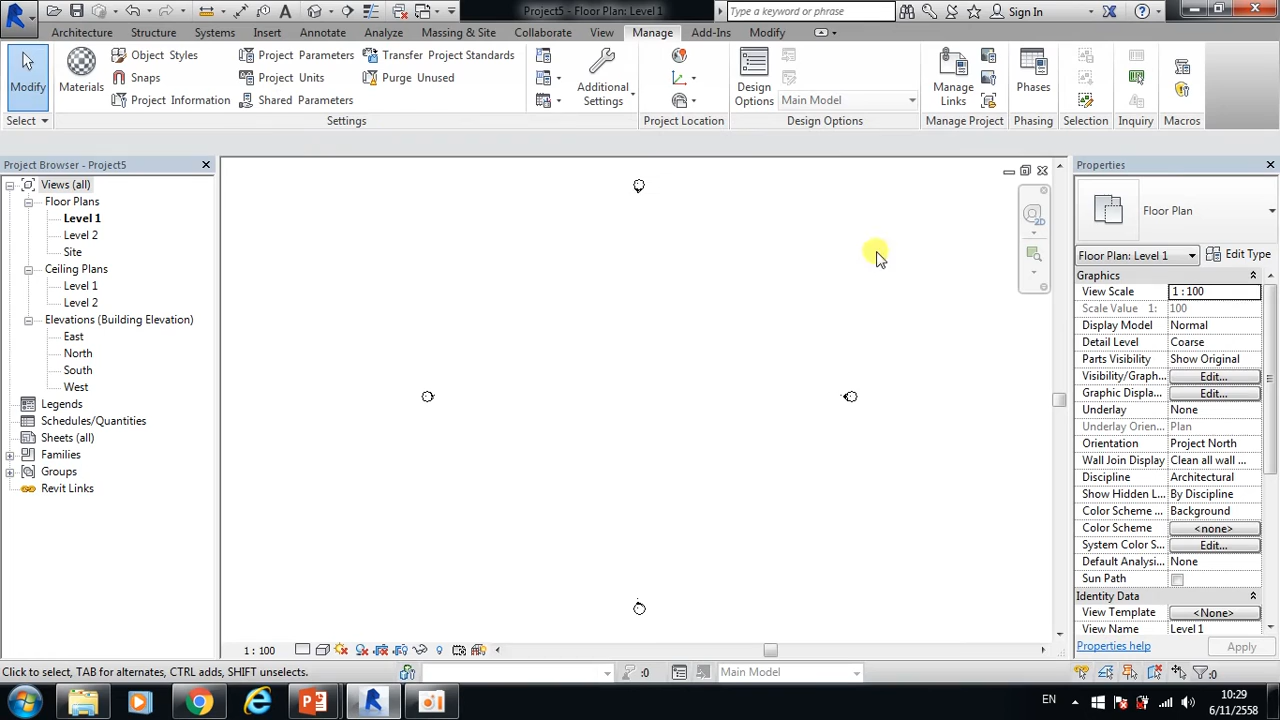 Project5 - Floor Plan: Level 1
Type a keyword or phrase
Sign In
Architecture
Structure
Systems
Insert
Annotate
Analyze
Massing & Site
Collaborate
View
Manage
Add-Ins
Modify
Modify
Materials
Object Styles
Snaps
Project Information
Project Parameters
Project Units
Shared Parameters
Transfer Project Standards
Purge Unused
Additional
Settings
Design
Options
Main Model
Manage
Links
Phases
Select
Settings
Project Location
Design Options
Manage Project
Phasing
Selection
Inquiry
Macros
Project Browser - Project5
Views (all)
Floor Plans
Level 1
Level 2
Site
Ceiling Plans
Level 1
Level 2
Elevations (Building Elevation)
East
North
South
West
Legends
Schedules/Quantities
Sheets (all)
Families
Groups
Revit Links
2D
Properties
Floor Plan
Floor Plan: Level 1
Edit Type
Graphics
View Scale 1 : 100
Scale Value 1: 100
Display Model Normal
Detail Level Coarse
Parts Visibility Show Original
Visibility/Graph... Edit...
Graphic Displa... Edit...
Underlay None
Underlay Orien... Plan
Orientation Project North
Wall Join Display Clean all wall ...
Discipline Architectural
Show Hidden L... By Discipline
Color Scheme ... Background
Color Scheme <none>
System Color S... Edit...
Default Analysi... None
Sun Path
Identity Data
View Template <None>
View Name Level 1
Properties help
Apply
1 : 100
Click to select, TAB for alternates, CTRL adds, SHIFT unselects.
:0
Main Model
:0
EN
10:29
6/11/2558